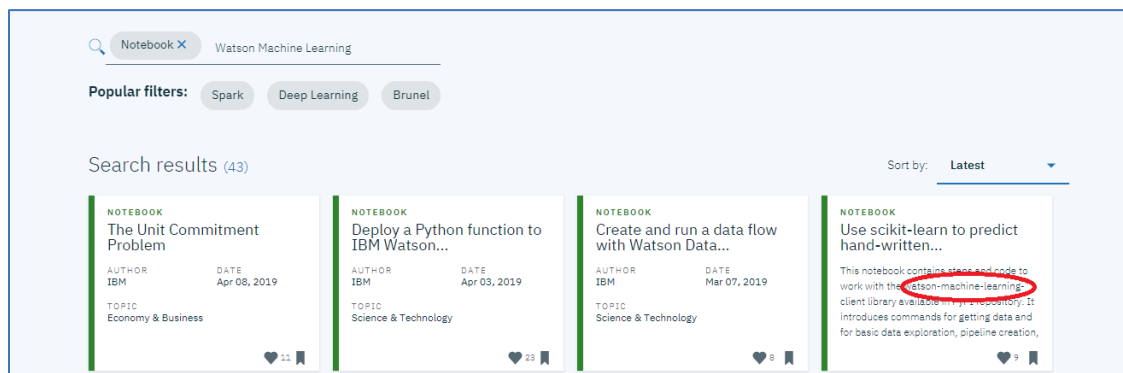 Notebook X Watson Machine Learning
Popular filters: Spark Deep Learning Brunel
Search results (43)
Sort by: Latest
NOTEBOOK
The Unit Commitment
Problem
AUTHOR DATE
IBM Apr 08, 2019
TOPIC
Economy & Business
11
NOTEBOOK
Deploy a Python function to
IBM Watson...
AUTHOR DATE
IBM Apr 03, 2019
TOPIC
Science & Technology
23
NOTEBOOK
Create and run a data flow
with Watson Data...
AUTHOR DATE
IBM Mar 07, 2019
TOPIC
Science & Technology
8
NOTEBOOK
Use scikit-learn to predict
hand-written...
This notebook contains steps and code to
work with the watson-machine-learning-
client library available in PyPI repository. It
introduces commands for getting data and
for basic data exploration, pipeline creation,
9